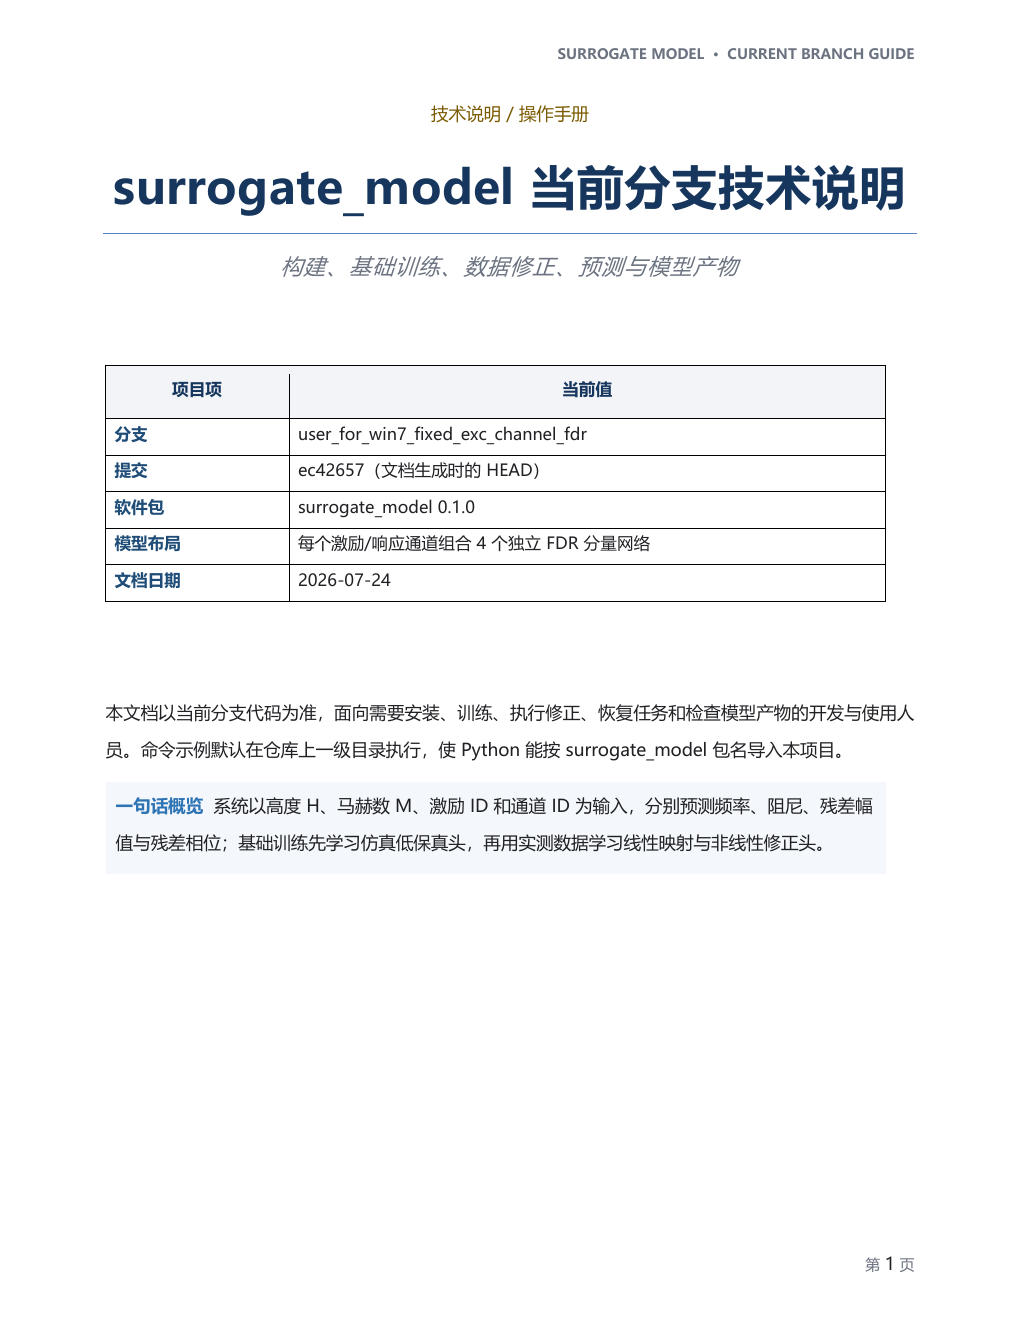 SURROGATE MODEL • CURRENT BRANCH GUIDE
技术说明 / 操作手册
surrogate_model 当前分支技术说明
构建、基础训练、数据修正、预测与模型产物
项目项 当前值
分支 user_for_win7_fixed_exc_channel_fdr
提交 ec42657（文档生成时的 HEAD）
软件包 surrogate_model 0.1.0
模型布局 每个激励/响应通道组合 4 个独立 FDR 分量网络
文档日期 2026-07-24
本文档以当前分支代码为准，面向需要安装、训练、执行修正、恢复任务和检查模型产物的开发与使用人
员。命令示例默认在仓库上一级目录执行，使 Python 能按 surrogate_model 包名导入本项目。
一句话概览 系统以高度 H、马赫数 M、激励 ID 和通道 ID 为输入，分别预测频率、阻尼、残差幅
值与残差相位；基础训练先学习仿真低保真头，再用实测数据学习线性映射与非线性修正头。
第 1 页